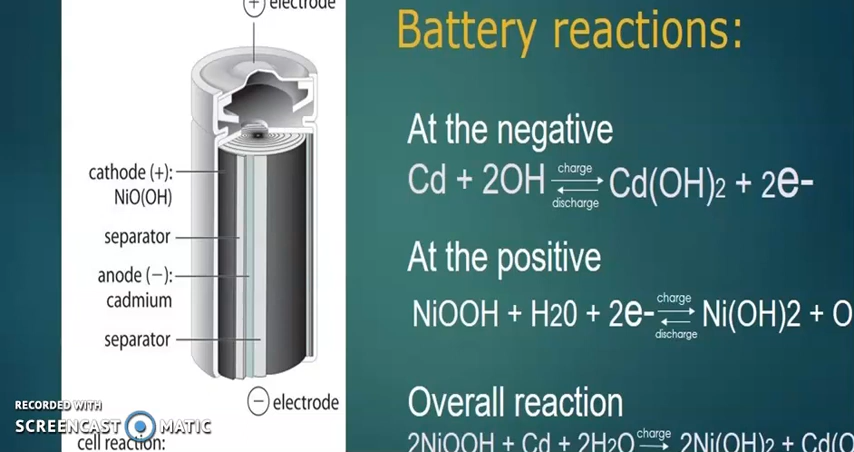 + electrode
cathode (+):
NiO(OH)
separator
anode (−):
cadmium
separator
− electrode
cell reaction:
RECORDED WITH
SCREENCAST MATIC
Battery reactions:
At the negative
Cd + 2OH charge ⇄ discharge Cd(OH)2 + 2e-
At the positive
NiOOH + H20 + 2e- charge ⇄ discharge Ni(OH)2 + O
Overall reaction
2NiOOH + Cd + 2H2O charge → 2Ni(OH)2 + Cd(O